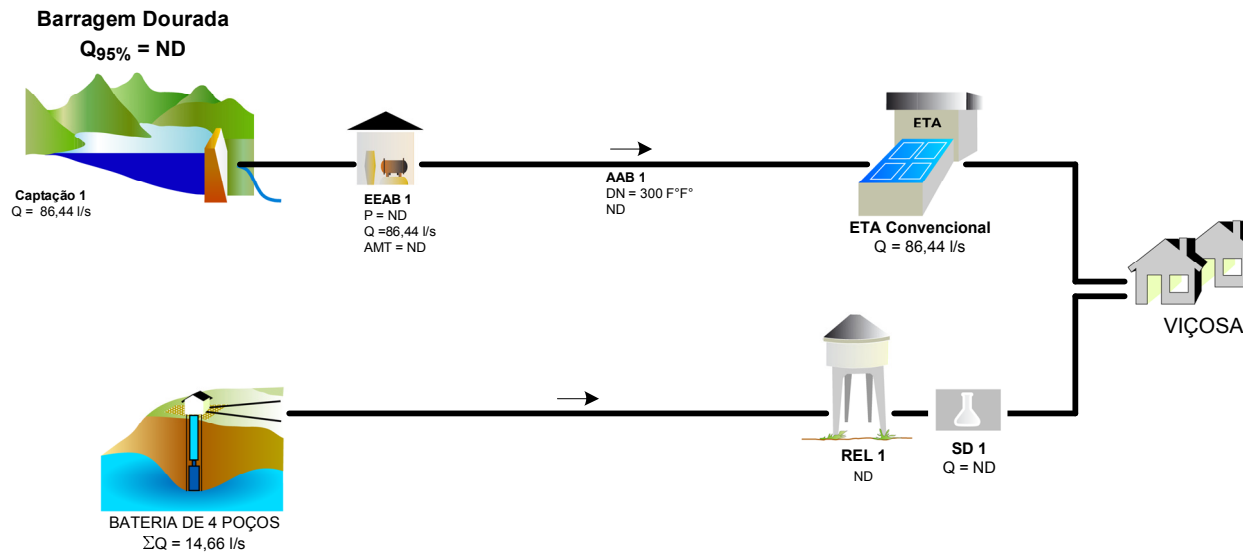 Barragem Dourada
Q95% = ND
Captação 1
Q = 86,44 l/s
EEAB 1
P = ND
Q =86,44 l/s
AMT = ND
AAB 1
DN = 300 F°F°
ND
ETA
ETA Convencional
Q = 86,44 l/s
VIÇOSA
BATERIA DE 4 POÇOS
ΣQ = 14,66 l/s
REL 1
ND
SD 1
Q = ND